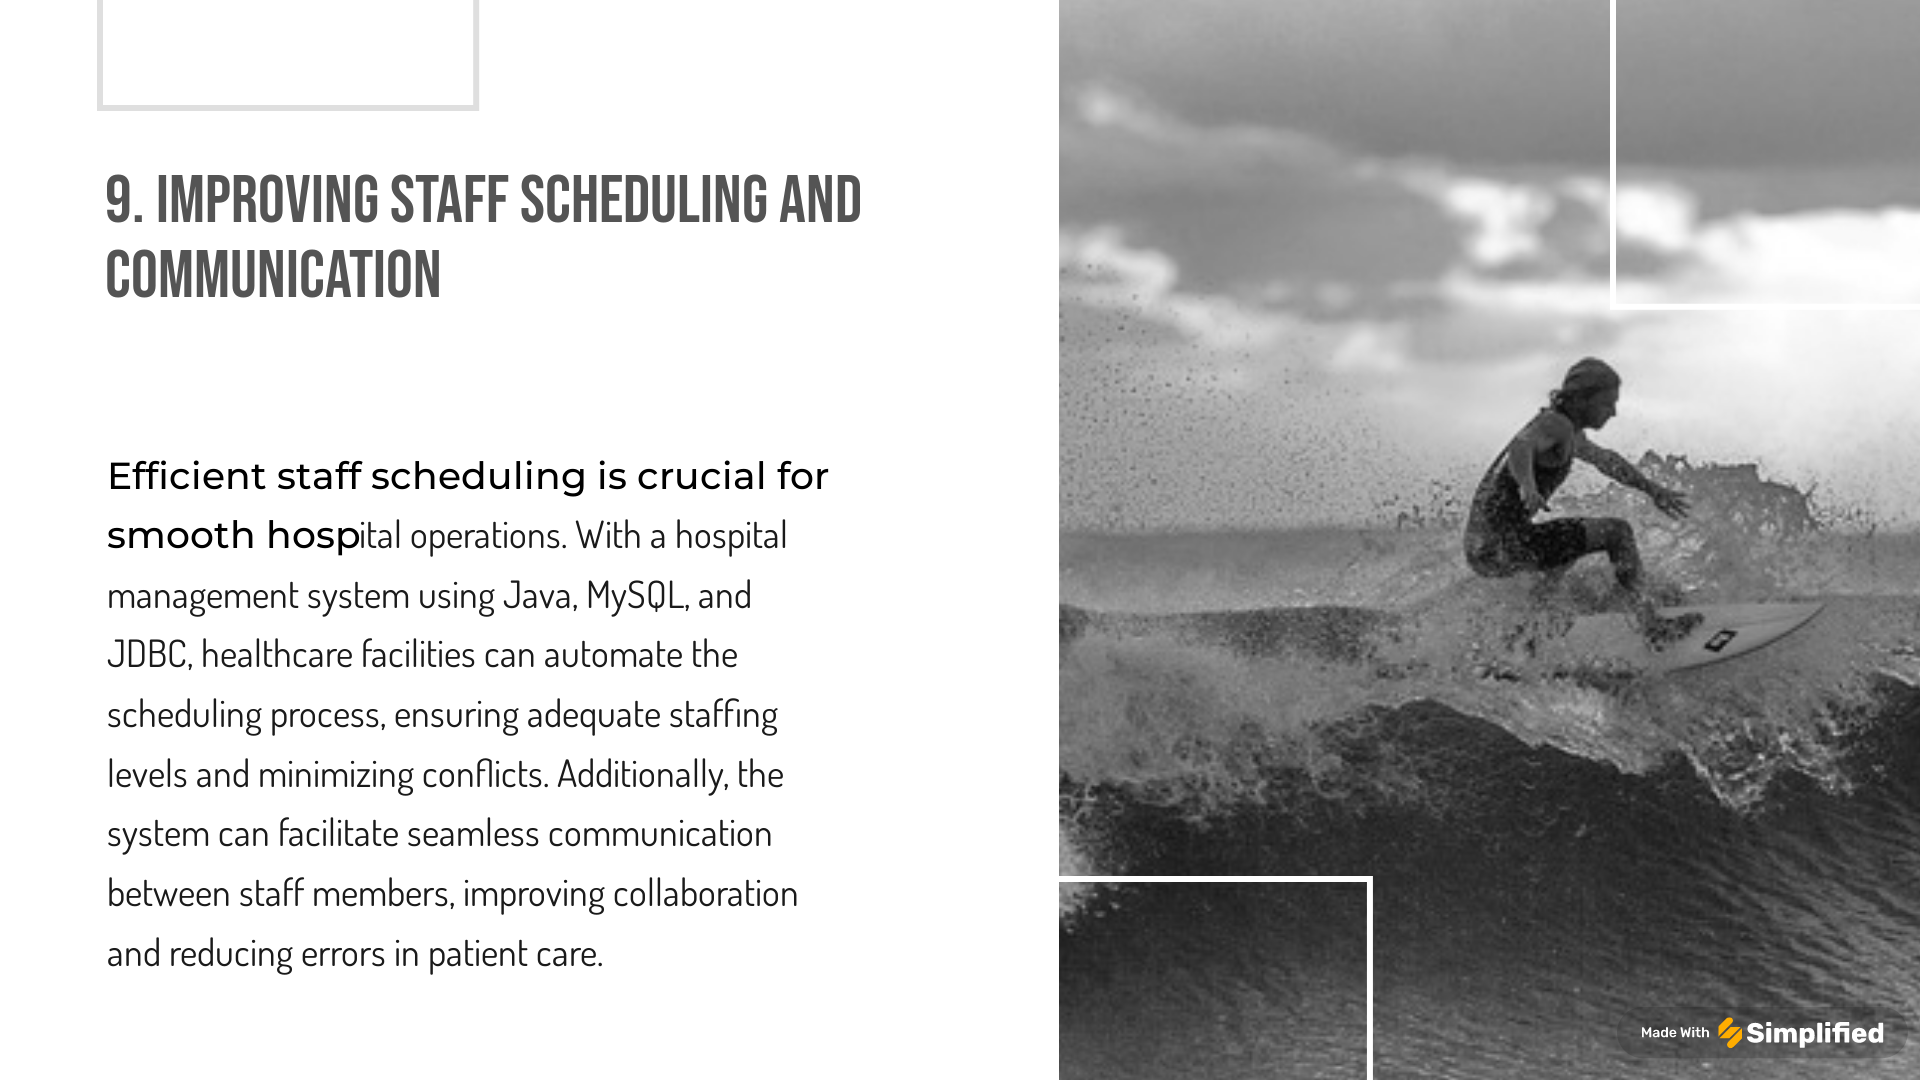 9. IMPROVING STAFF SCHEDULING AND
COMMUNICATION
Efficient staff scheduling is crucial for
smooth hospital operations. With a hospital
management system using Java, MySQL, and
JDBC, healthcare facilities can automate the
scheduling process, ensuring adequate staffing
levels and minimizing conflicts. Additionally, the
system can facilitate seamless communication
between staff members, improving collaboration
and reducing errors in patient care.
Made With Simplified